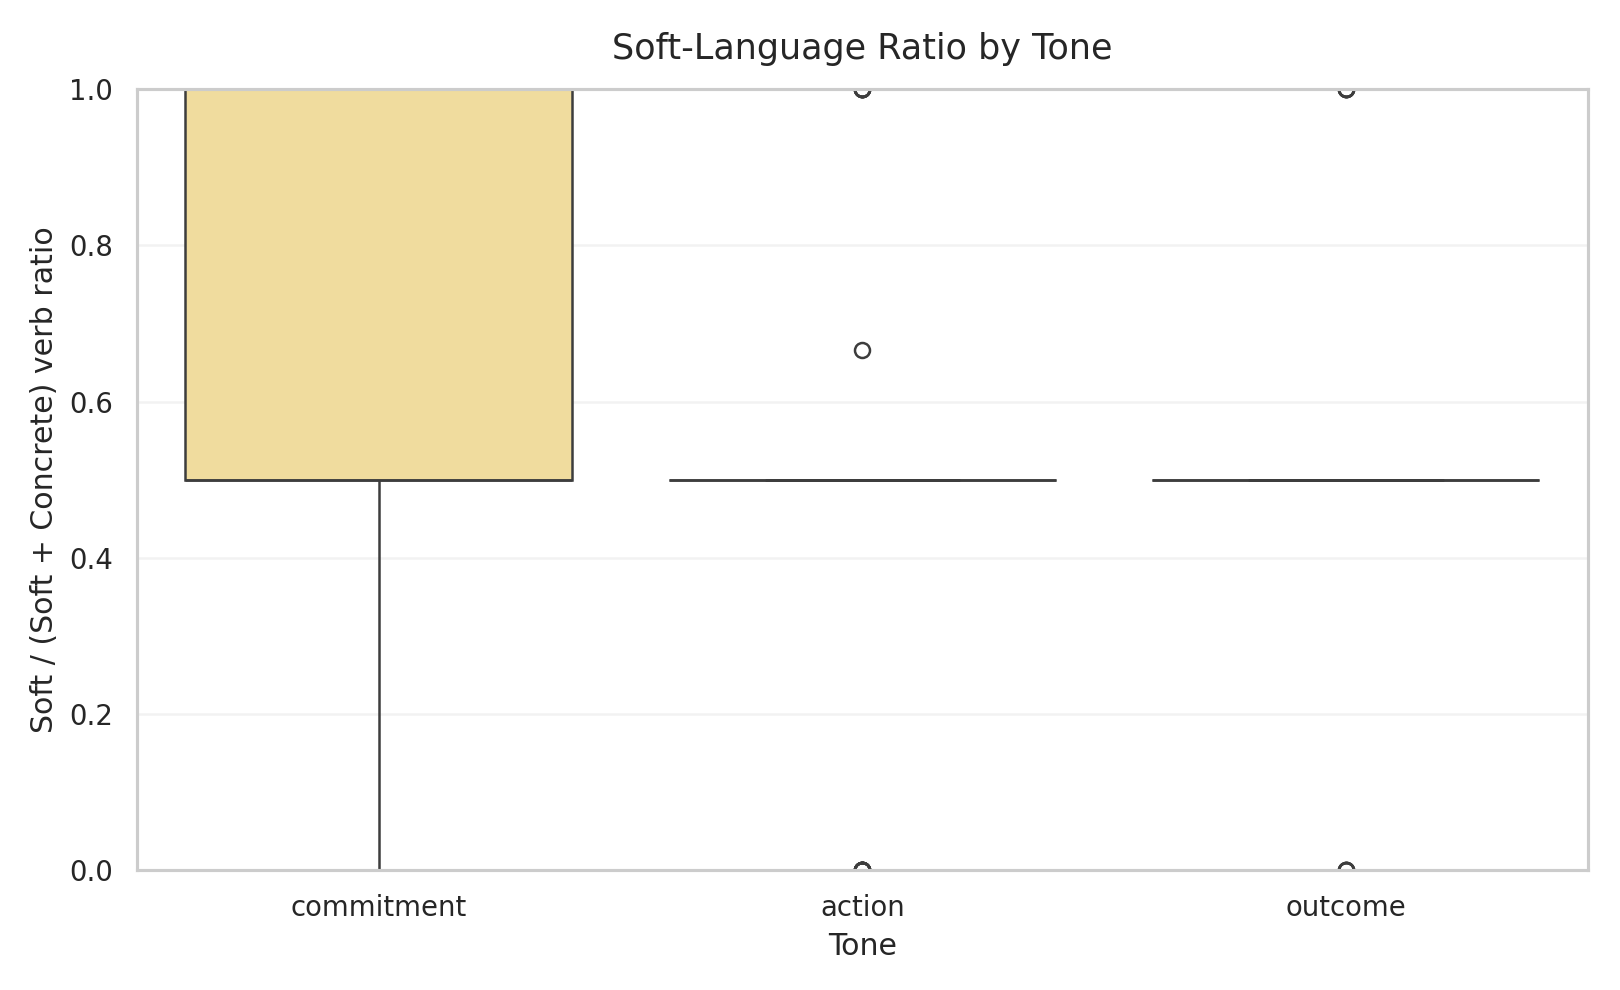 Soft-Language Ratio by Tone
Soft / (Soft + Concrete) verb ratio
1.0
0.8
0.6
0.4
0.2
0.0
commitment
action
outcome
Tone